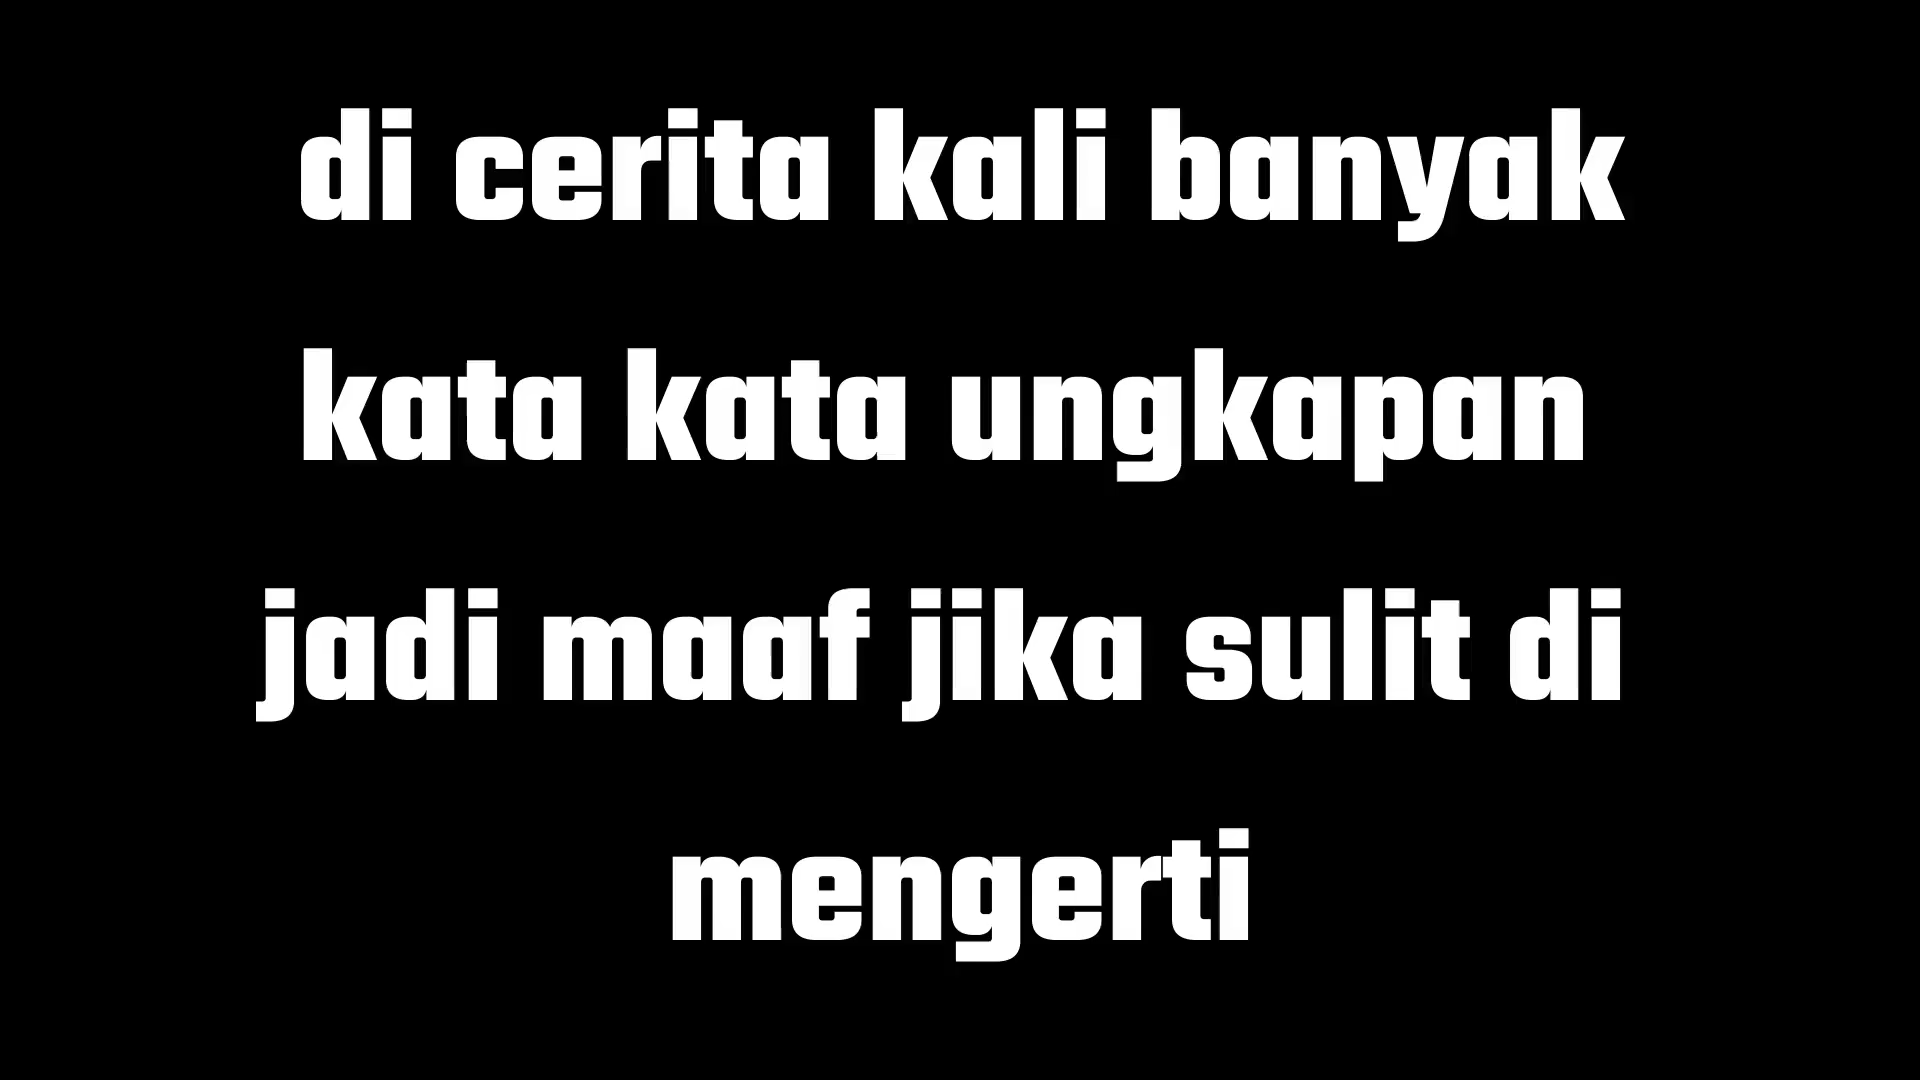 di cerita kali banyak
kata kata ungkapan
jadi maaf jika sulit di
mengerti